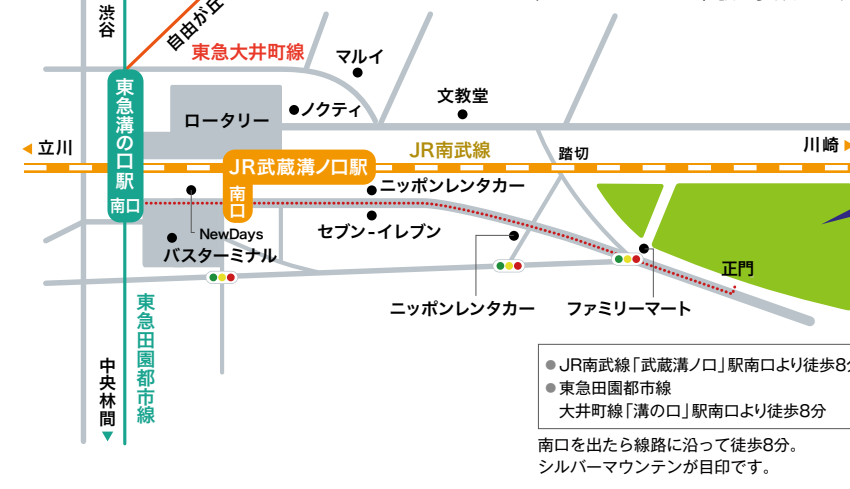 渋谷
自由が丘
東急大井町線
マルイ
文教堂
ノクティ
ロータリー
東急溝の口駅
立川
JR武蔵溝ノ口駅
JR南武線
踏切
川崎
南口
南口
ニッポンレンタカー
NewDays
セブン-イレブン
バスターミナル
正門
ニッポンレンタカー
ファミリーマート
東急田園都市線
中央林間
JR南武線「武蔵溝ノ口」駅南口より徒歩8分
東急田園都市線
大井町線「溝の口」駅南口より徒歩8分
南口を出たら線路に沿って徒歩8分。
シルバーマウンテンが目印です。